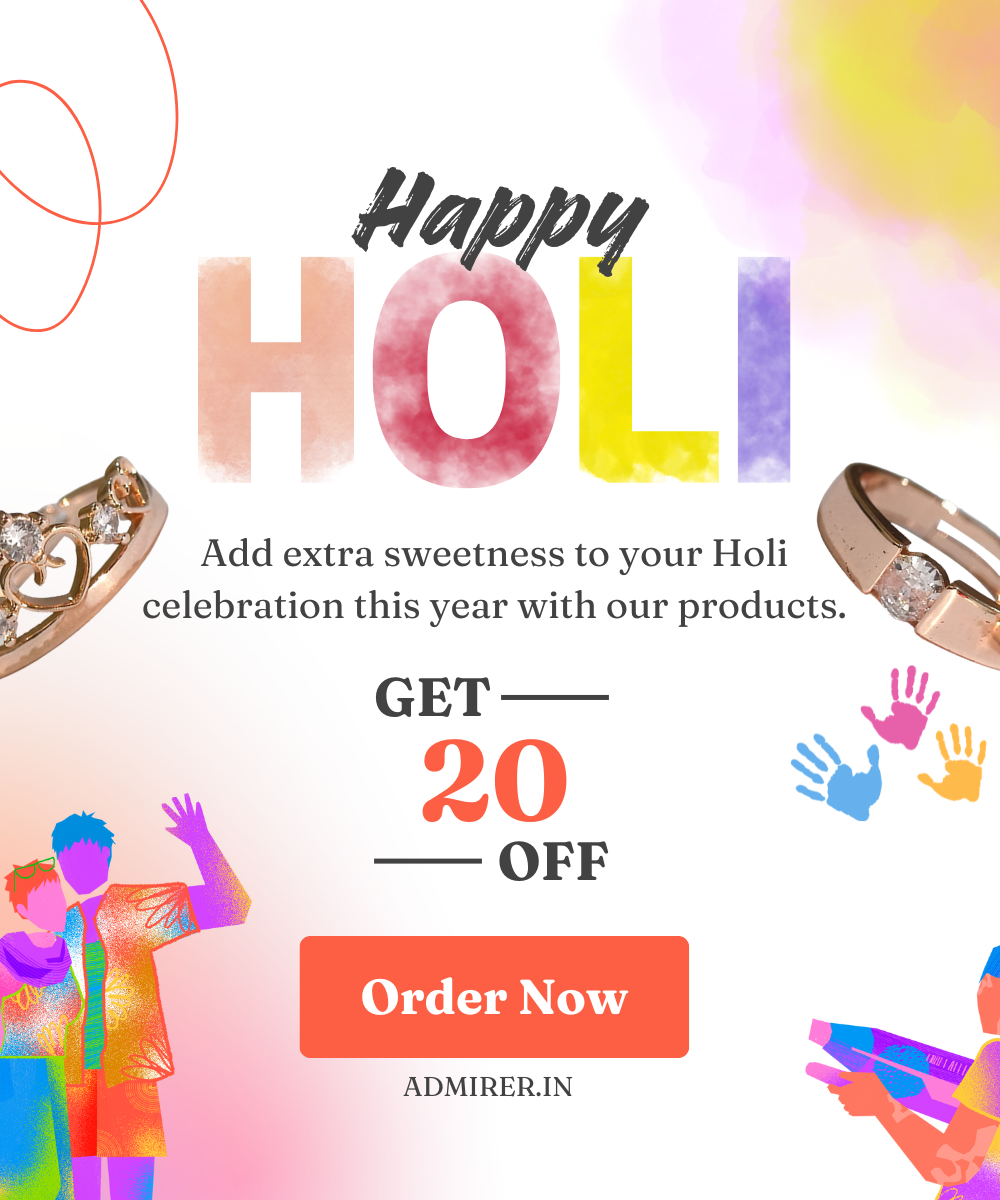 Happy
HOLI
Add extra sweetness to your Holi
celebration this year with our products.
GET
20
OFF
Order Now
ADMIRER.IN